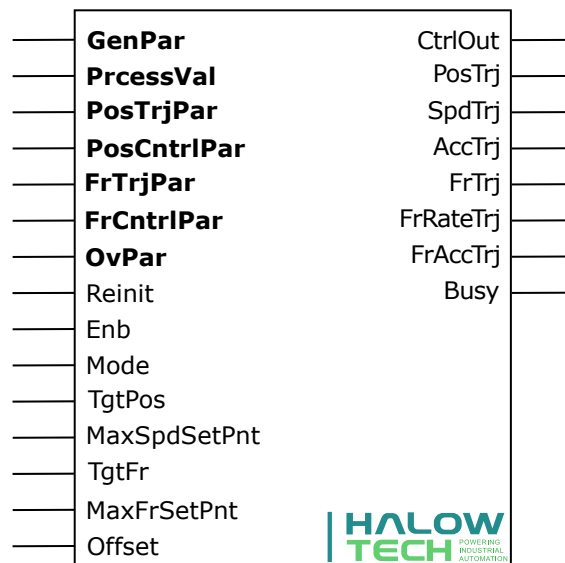 GenPar
PrcessVal
PosTrjPar
PosCntrlPar
FrTrjPar
FrCntrlPar
OvPar
Reinit
Enb
Mode
TgtPos
MaxSpdSetPnt
TgtFr
MaxFrSetPnt
Offset
CtrlOut
PosTrj
SpdTrj
AccTrj
FrTrj
FrRateTrj
FrAccTrj
Busy
HALOW
TECH
POWERING
INDUSTRIAL
AUTOMATION